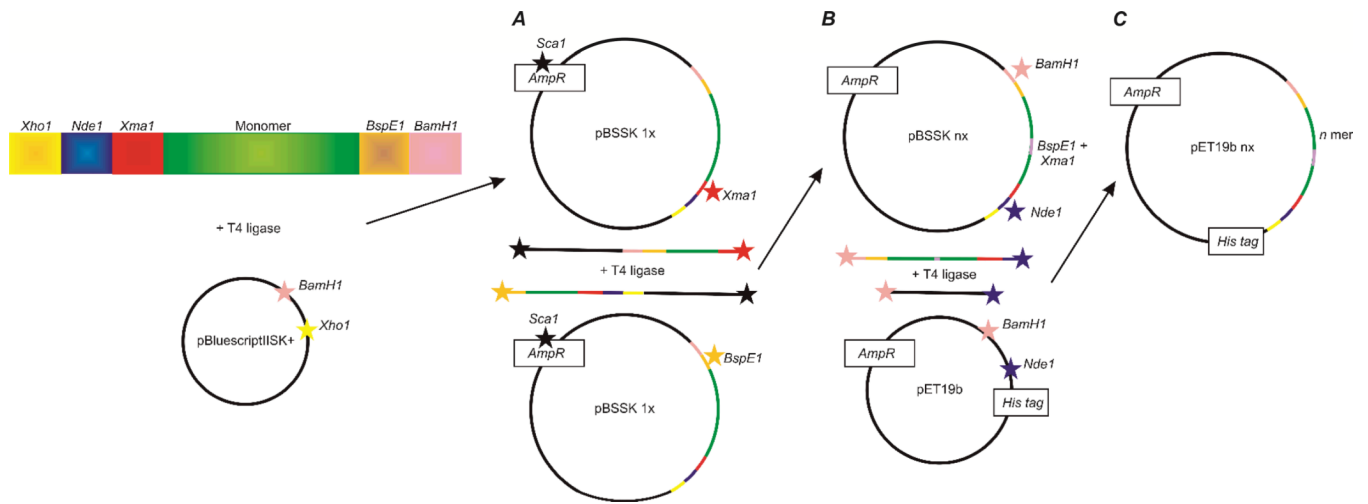 A
B
C
Xho1 Nde1 Xma1 Monomer BspE1 BamH1
+ T4 ligase
BamH1
Xho1
pBluescriptIISK+
Sca1
AmpR
pBSSK 1x
Xma1
+ T4 ligase
Sca1
AmpR
BspE1
pBSSK 1x
BamH1
AmpR
pBSSK nx
BspE1 +
Xma1
Nde1
+ T4 ligase
BamH1
AmpR
Nde1
pET19b
His tag
AmpR
n mer
pET19b nx
His tag